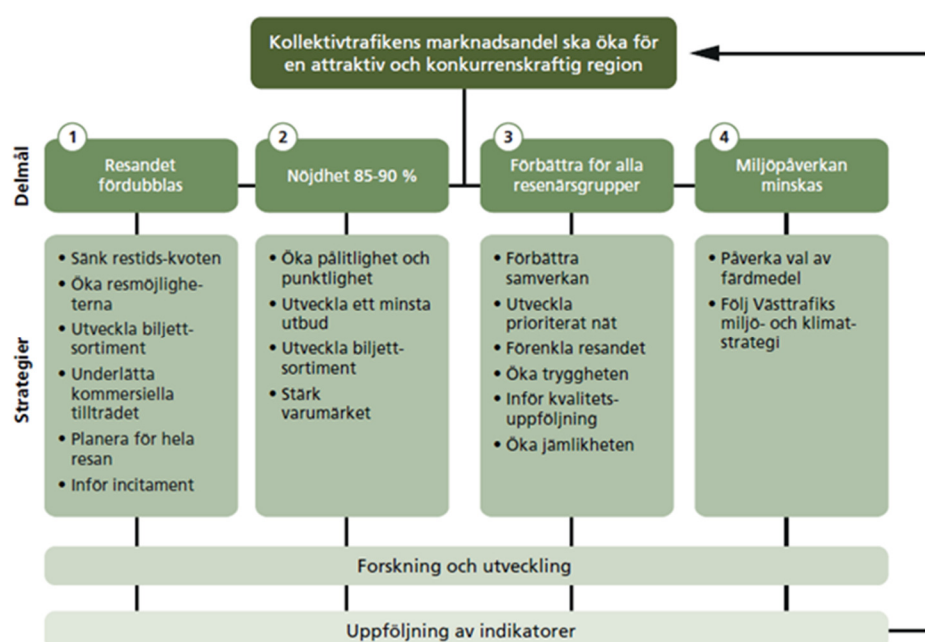 Kollektivtrafikens marknadsandel ska öka för
en attraktiv och konkurrenskraftig region
Delmål
1
Resandet
fördubblas
2
Nöjdhet 85-90 %
3
Förbättra för alla
resenärsgrupper
4
Miljöpåverkan
minskas
Strategier
• Sänk restids-kvoten
• Öka resmöjlighe-
terna
• Utveckla biljett-
sortiment
• Underlätta
kommersiella
tillträdet
• Planera för hela
resan
• Inför incitament
• Öka pålitlighet och
punktlighet
• Utveckla ett minsta
utbud
• Utveckla biljett-
sortiment
• Stärk
varumärket
• Förbättra
samverkan
• Utveckla
prioriterat nät
• Förenkla resandet
• Öka tryggheten
• Inför kvalitets-
uppföljning
• Öka jämlikheten
• Påverka val av
färdmedel
• Följ Västtrafiks
miljö- och klimat-
strategi
Forskning och utveckling
Uppföljning av indikatorer